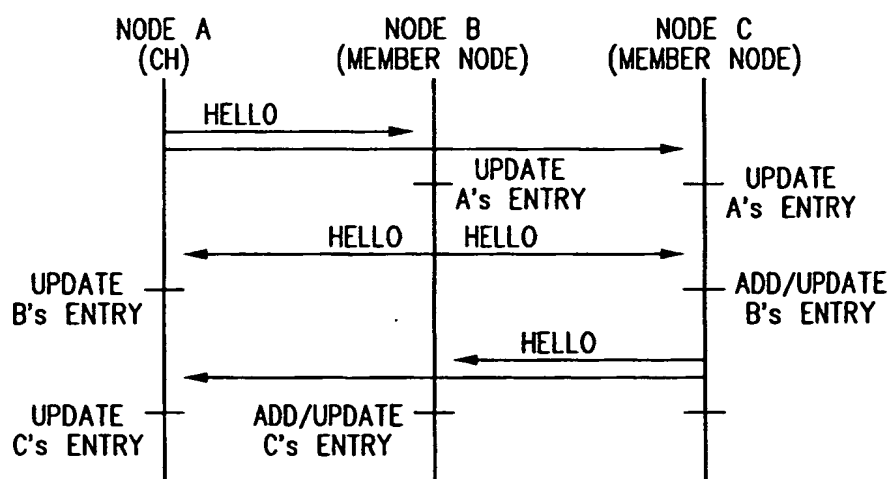 NODE A
(CH)
NODE B
(MEMBER NODE)
NODE C
(MEMBER NODE)
HELLO
UPDATE
A's ENTRY
UPDATE
A's ENTRY
HELLO
HELLO
UPDATE
B's ENTRY
ADD/UPDATE
B's ENTRY
HELLO
UPDATE
C's ENTRY
ADD/UPDATE
C's ENTRY